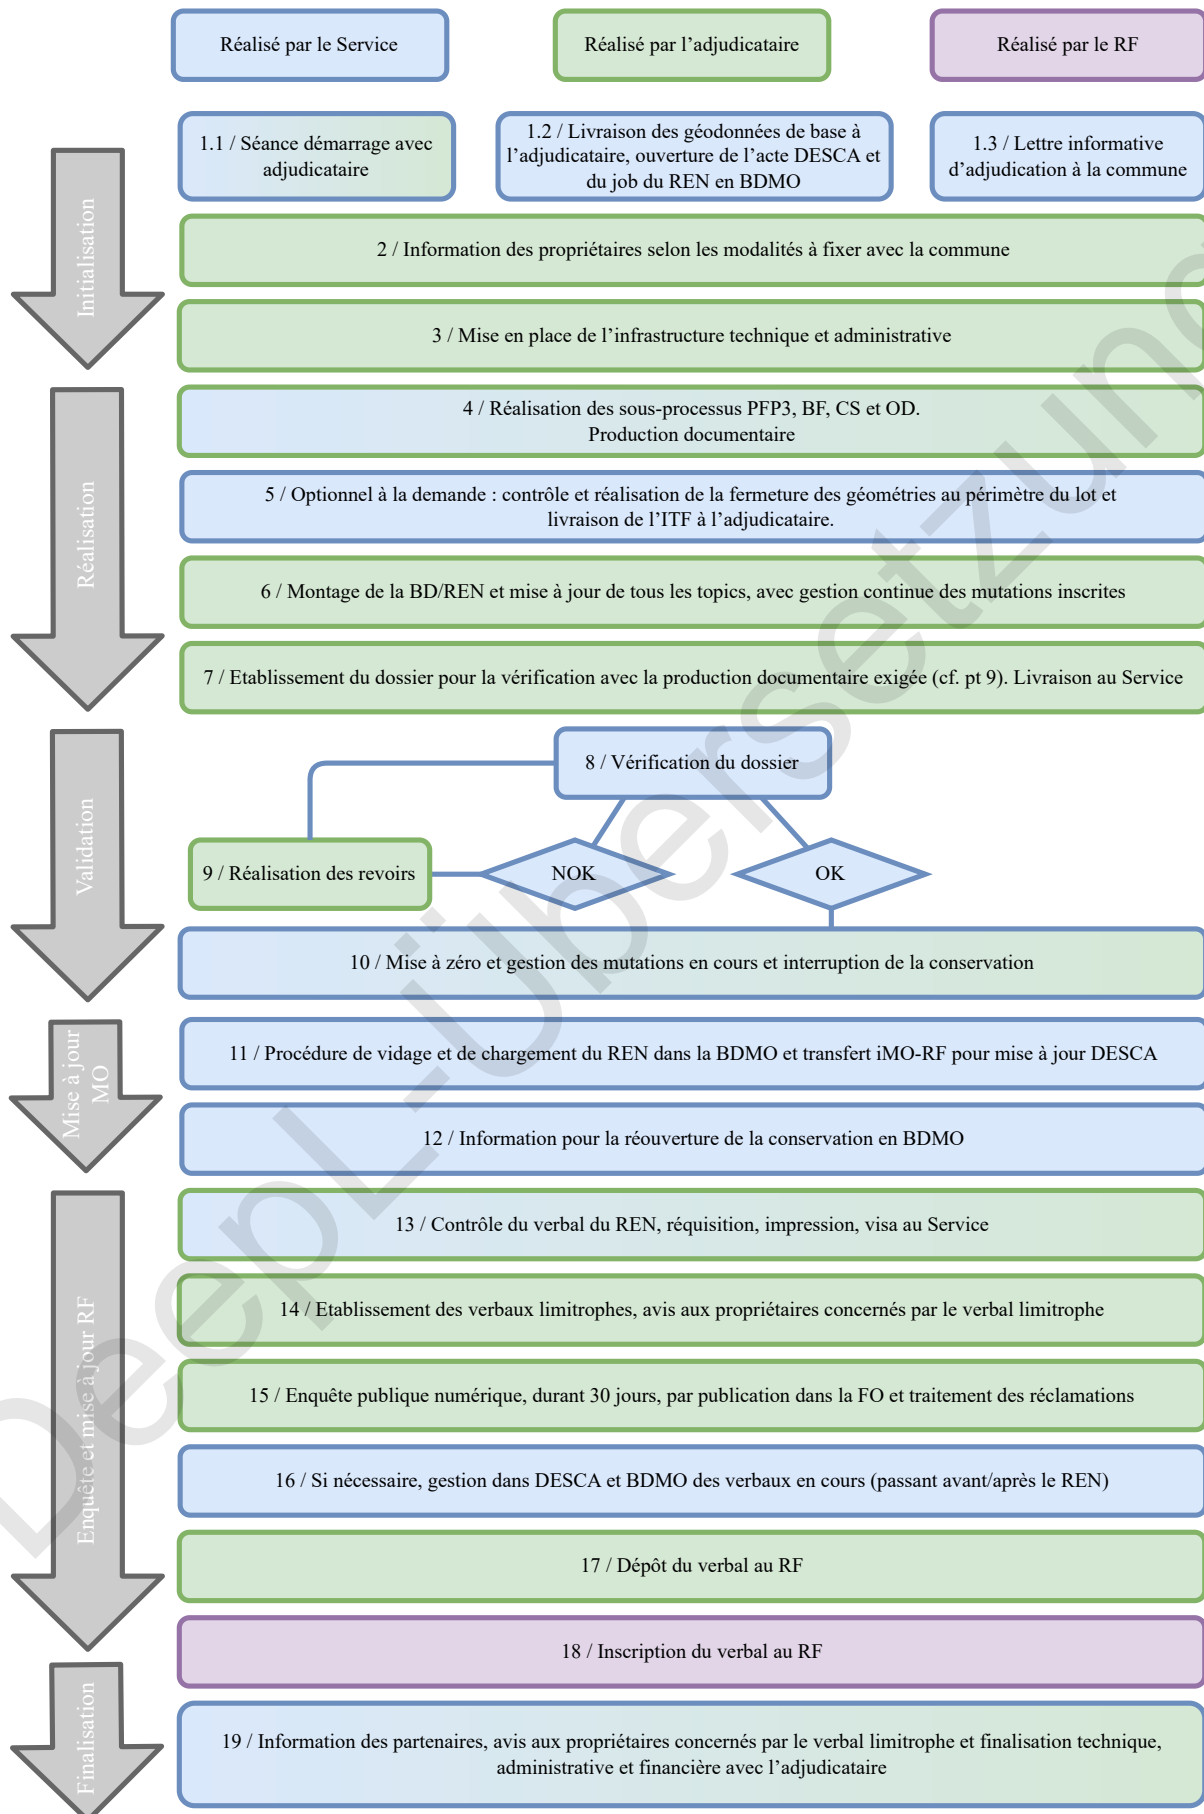 Réalisé par le Service
Réalisé par l'adjudicataire
Réalisé par le RF
Initialisation
1.1 / Séance démarrage avec
adjudicataire
1.2 / Livraison des géodonnées de base à
l'adjudicataire, ouverture de l'acte DESCA et
du job du REN en BDMO
1.3 / Lettre informative
d'adjudication à la commune
2 / Information des propriétaires selon les modalités à fixer avec la commune
3 / Mise en place de l'infrastructure technique et administrative
Réalisation
4 / Réalisation des sous-processus PFP3, BF, CS et OD.
Production documentaire
5 / Optionnel à la demande : contrôle et réalisation de la fermeture des géométries au périmètre du lot et
livraison de l'ITF à l'adjudicataire.
6 / Montage de la BD/REN et mise à jour de tous les topics, avec gestion continue des mutations inscrites
7 / Etablissement du dossier pour la vérification avec la production documentaire exigée (cf. pt 9). Livraison au Service
Validation
8 / Vérification du dossier
9 / Réalisation des revoirs
NOK
OK
10 / Mise à zéro et gestion des mutations en cours et interruption de la conservation
Mise à jour
MO
11 / Procédure de vidage et de chargement du REN dans la BDMO et transfert iMO-RF pour mise à jour DESCA
12 / Information pour la réouverture de la conservation en BDMO
Enquête et mise à jour RF
13 / Contrôle du verbal du REN, réquisition, impression, visa au Service
14 / Etablissement des verbaux limitrophes, avis aux propriétaires concernés par le verbal limitrophe
15 / Enquête publique numérique, durant 30 jours, par publication dans la FO et traitement des réclamations
16 / Si nécessaire, gestion dans DESCA et BDMO des verbaux en cours (passant avant/après le REN)
17 / Dépôt du verbal au RF
18 / Inscription du verbal au RF
Finalisation
19 / Information des partenaires, avis aux propriétaires concernés par le verbal limitrophe et finalisation technique,
administrative et financière avec l'adjudicataire
DeepL-Übersetzung